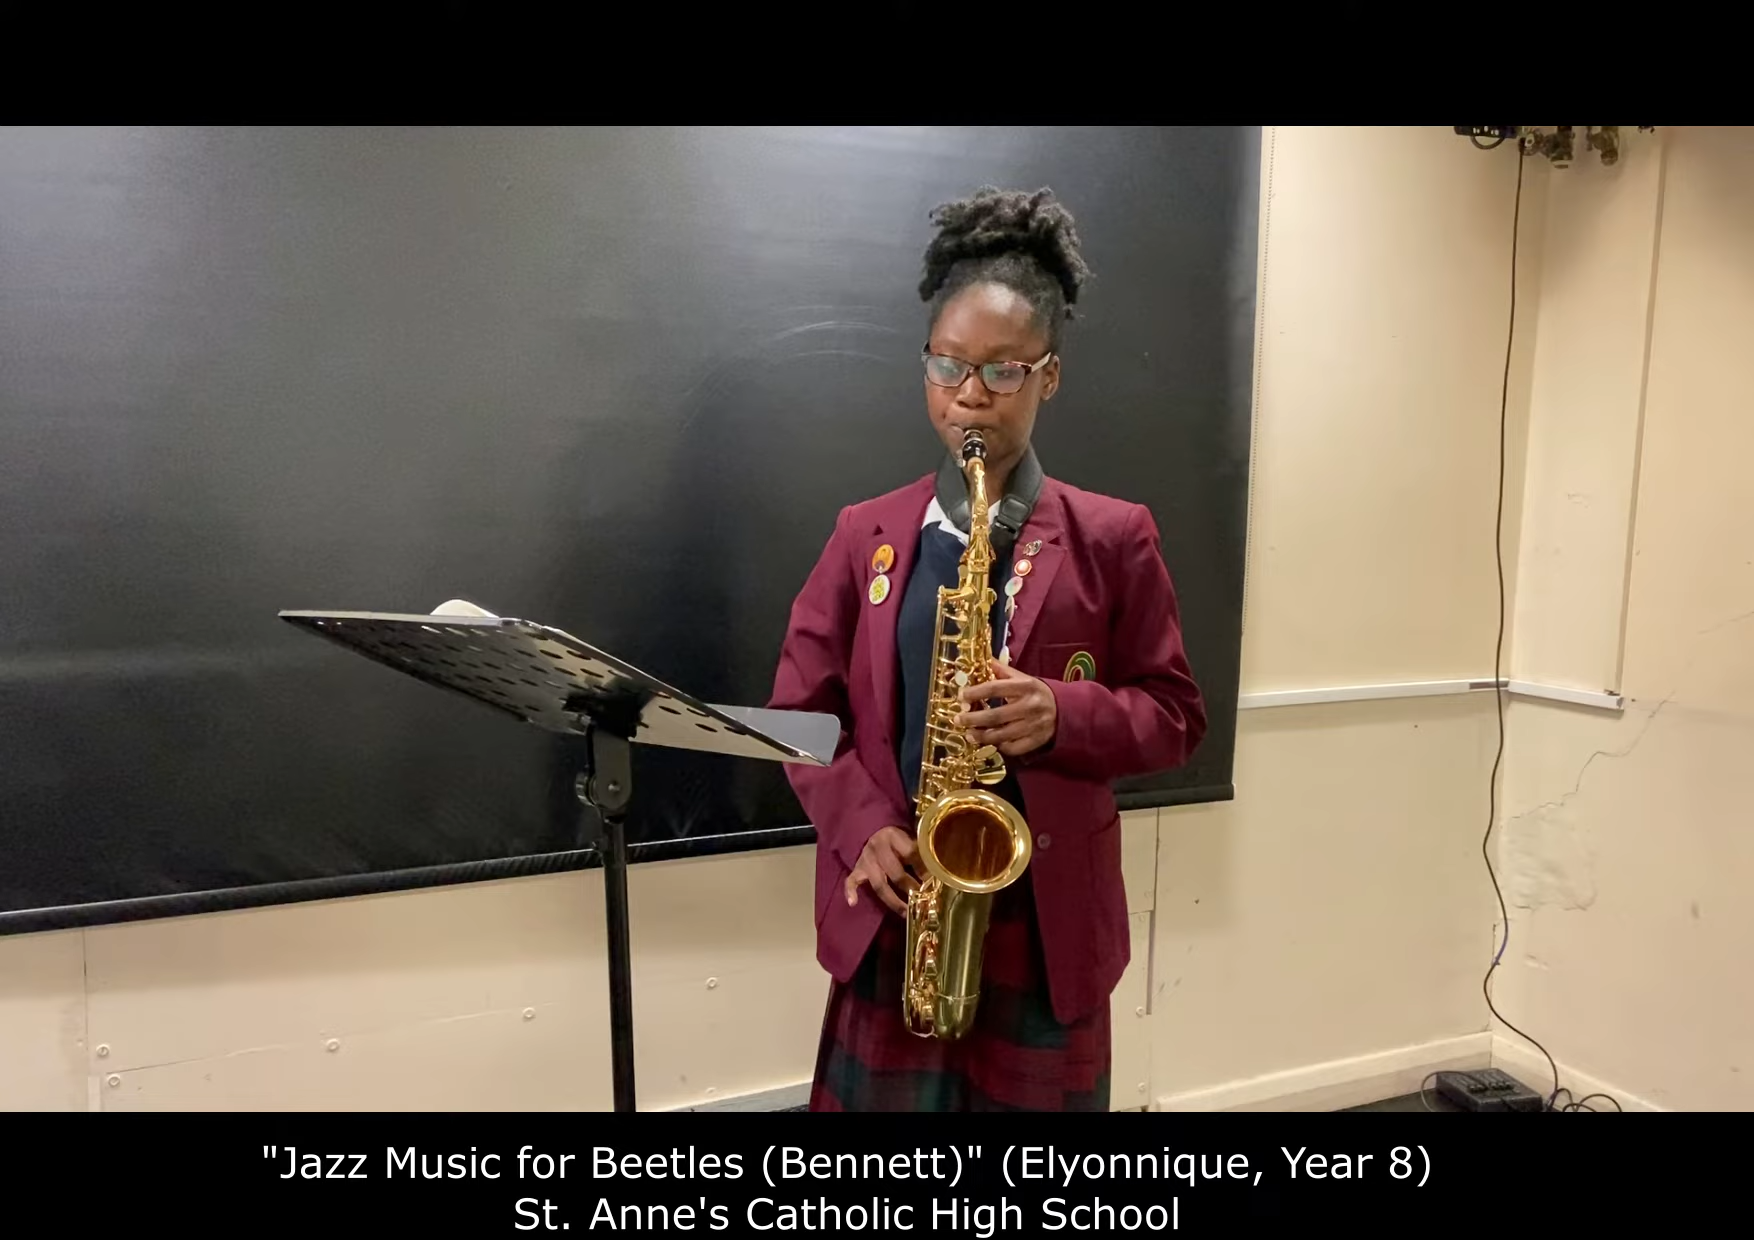 "Jazz Music for Beetles (Bennett)" (Elyonnique, Year 8)
St. Anne's Catholic High School